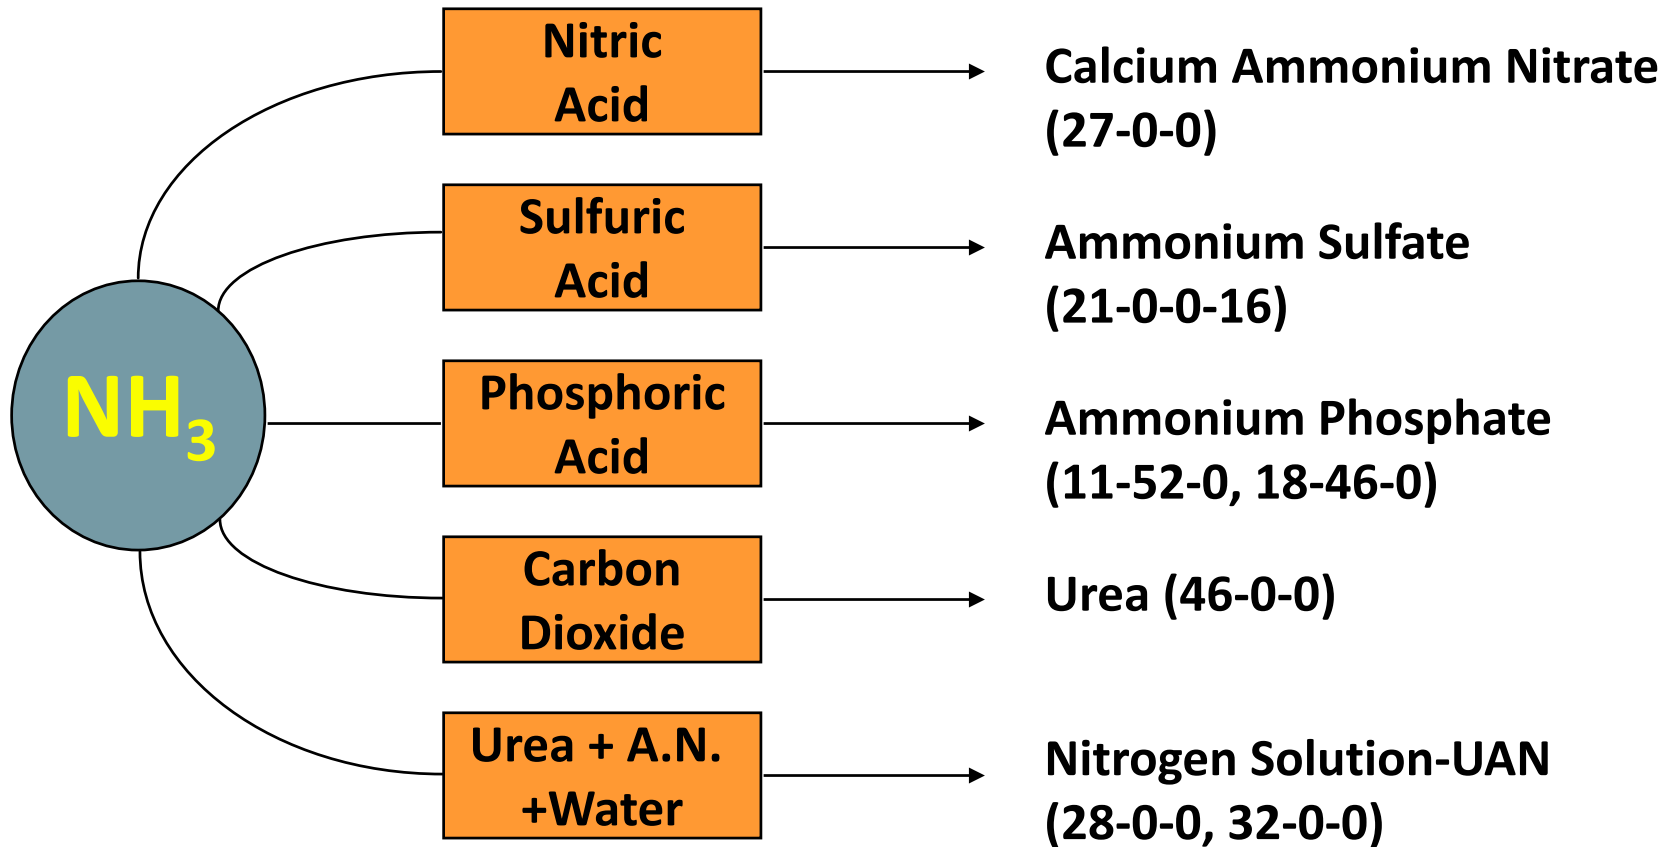 NH₃
Nitric
Acid
Calcium Ammonium Nitrate
(27-0-0)
Sulfuric
Acid
Ammonium Sulfate
(21-0-0-16)
Phosphoric
Acid
Ammonium Phosphate
(11-52-0, 18-46-0)
Carbon
Dioxide
Urea (46-0-0)
Urea + A.N.
+Water
Nitrogen Solution-UAN
(28-0-0, 32-0-0)